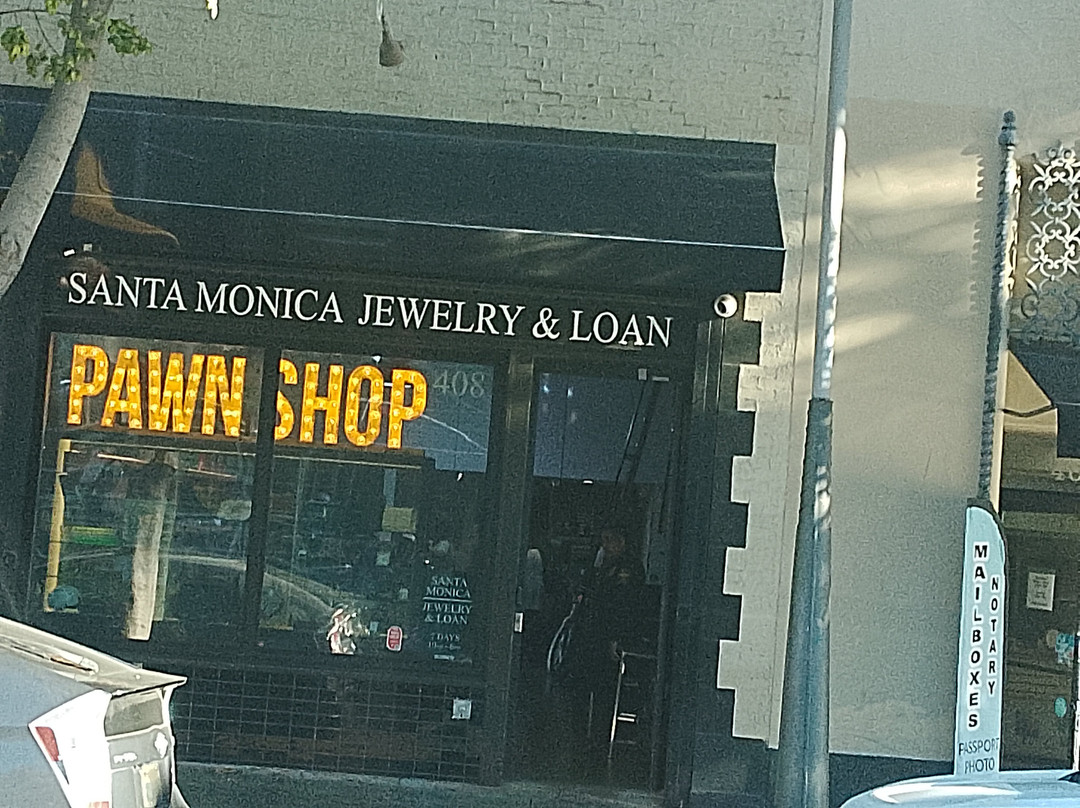 SANTA MONICA JEWELRY & LOAN
PAWN SHOP
408
SANTA
MONICA
JEWELRY
& LOAN
7 DAYS
MAILBOXES
NOTARY
PASSPORT
PHOTO